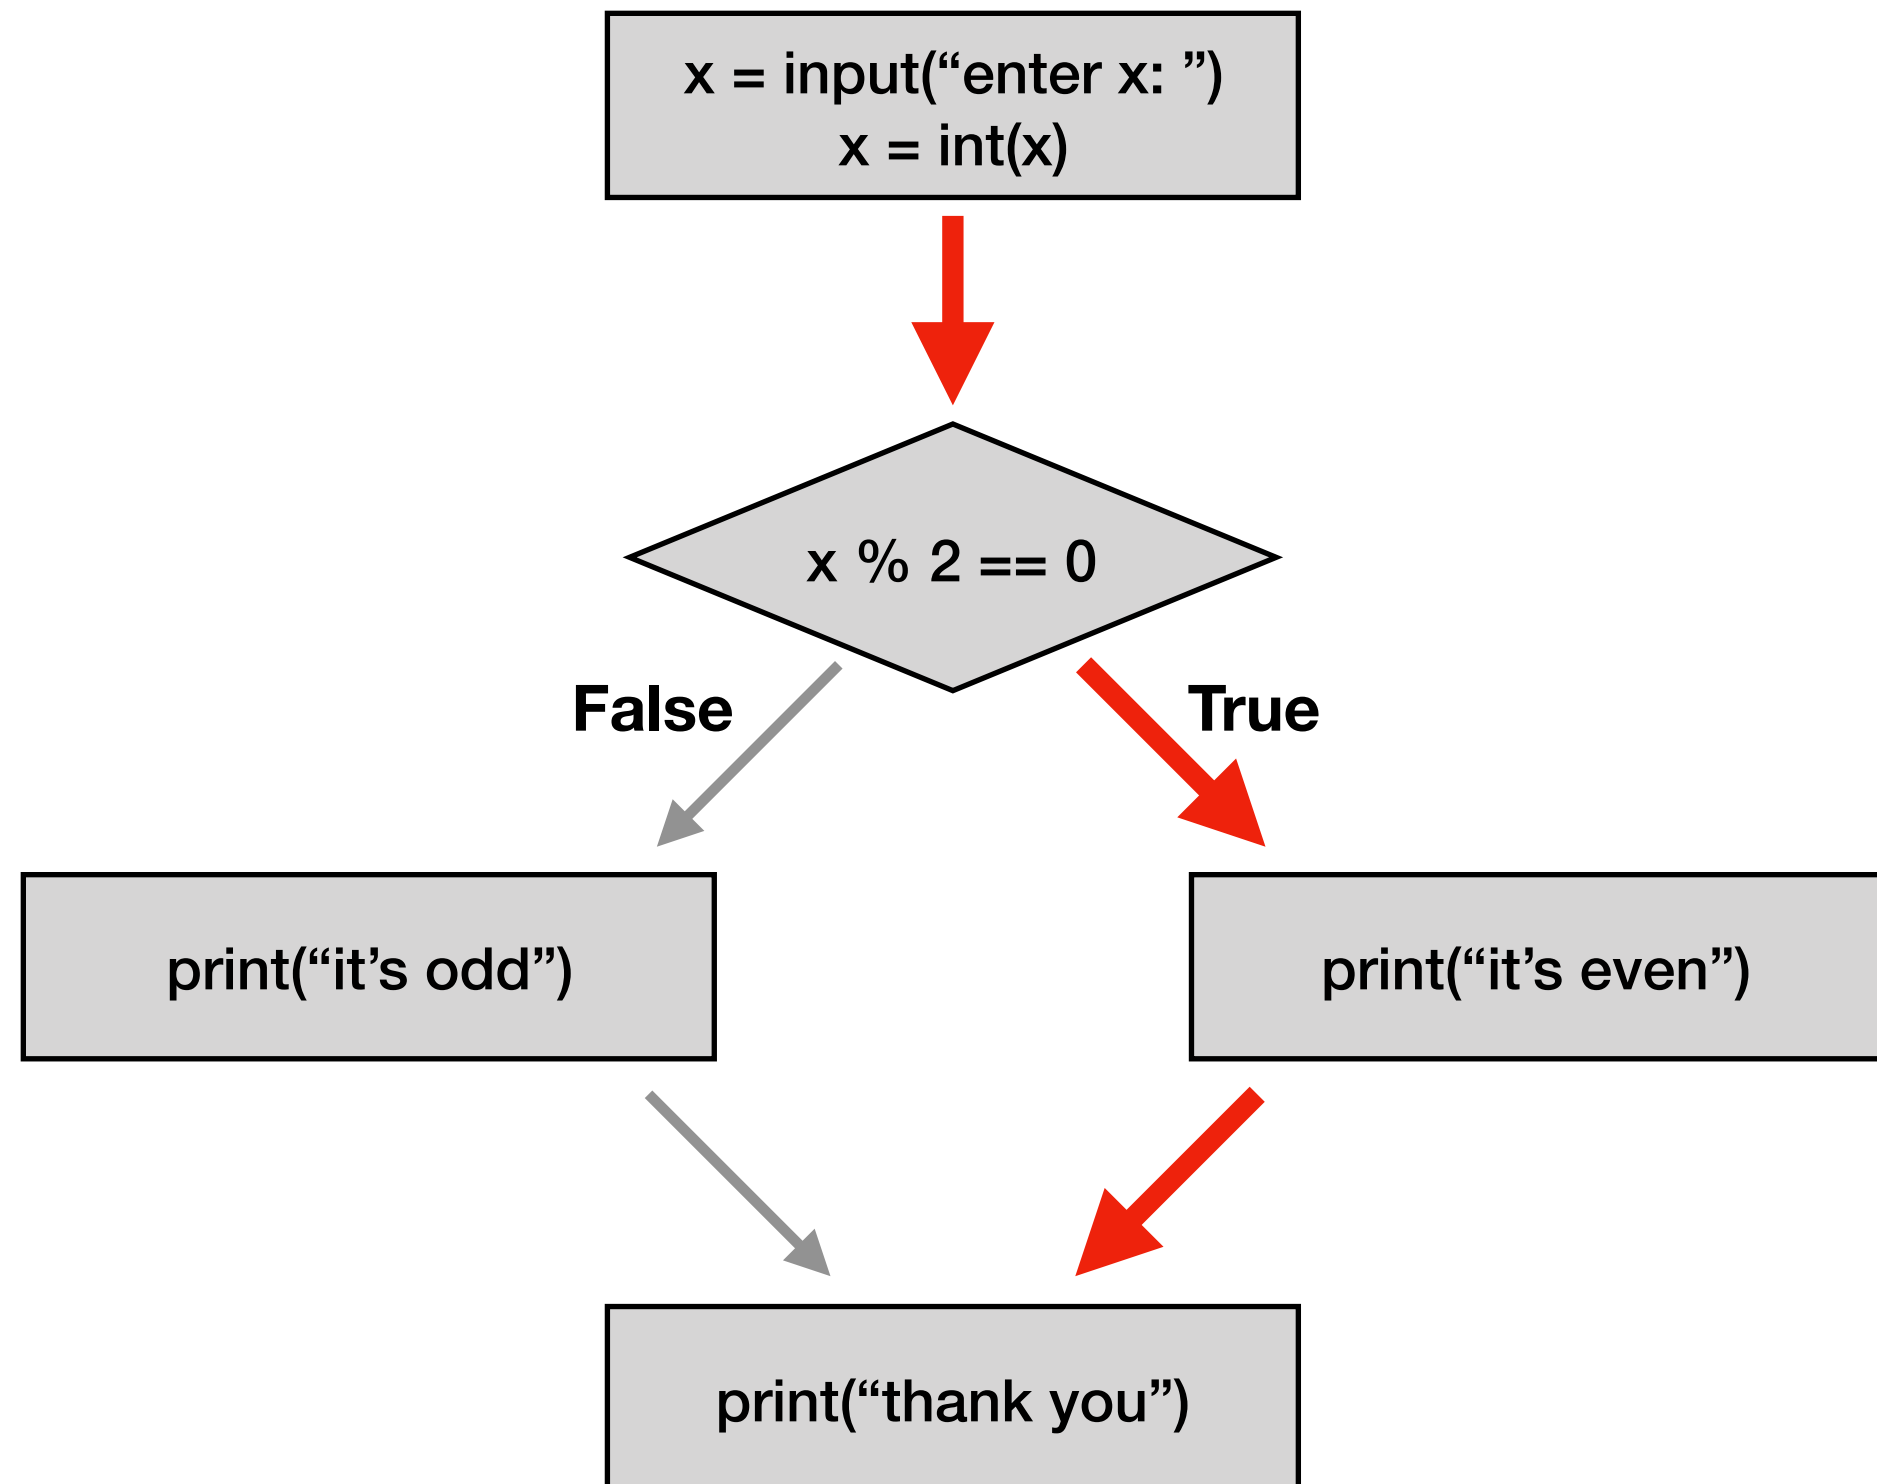 x = input(“enter x: ”)
x = int(x)
x % 2 == 0
False
True
print(“it’s odd”)
print(“it’s even”)
print(“thank you”)